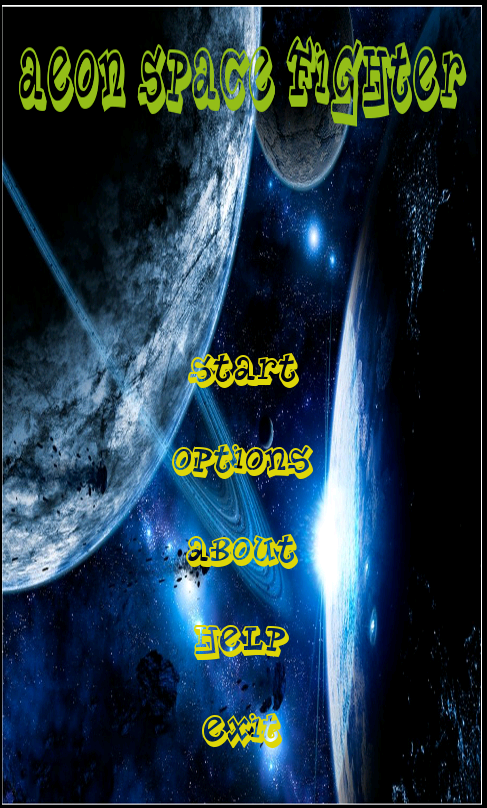 aeon space fighter
start
options
about
Help
exit